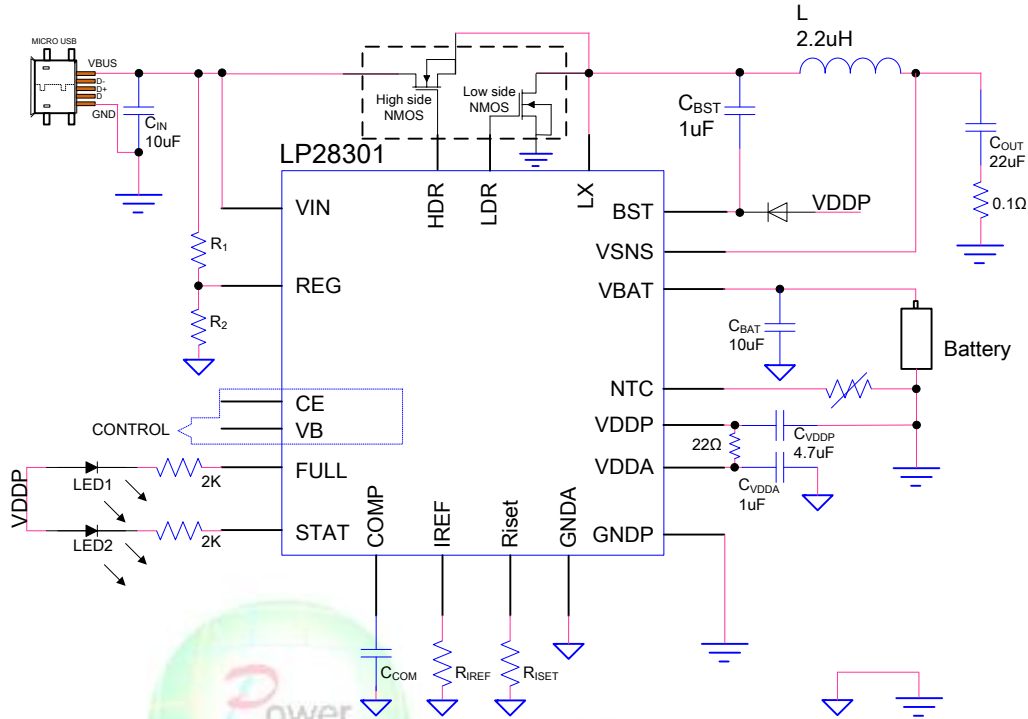 MICRO USB
VBUS
D-
D+
D
GND
CIN
10uF
High side
NMOS
Low side
NMOS
L
2.2uH
CBST
1uF
COUT
22uF
0.1Ω
LP28301
VIN
HDR
LDR
LX
BST
VDDP
VSNS
R1
REG
VBAT
R2
CBAT
10uF
Battery
NTC
CE
VB
CONTROL
VDDP
22Ω
CVDDP
4.7uF
VDDA
CVDDA
1uF
FULL
LED1
2K
VDDP
STAT
LED2
2K
COMP
IREF
Riset
GNDA
GNDP
CCOM
RIREF
RISET
Power